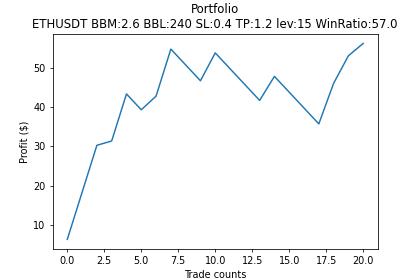 Portfolio
ETHUSDT BBM:2.6 BBL:240 SL:0.4 TP:1.2 lev:15 WinRatio:57.0
50
40
30
20
10
Profit ($)
0.0 2.5 5.0 7.5 10.0 12.5 15.0 17.5 20.0
Trade counts